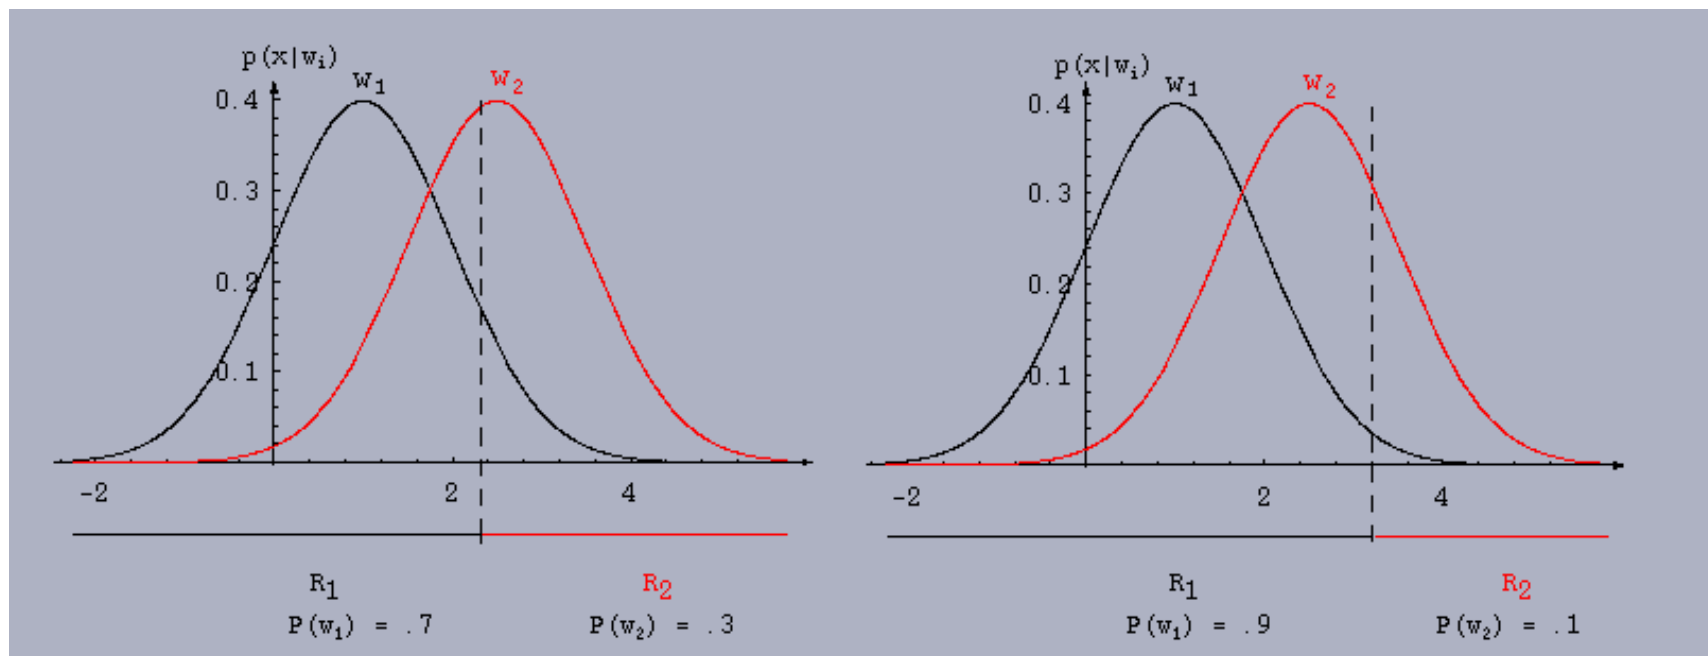 p(x|w₁)
w₁ w₂
0.4
0.3
0.2
0.1
-2 2 4
R₁ R₂
P(w₁) = .7 P(w₂) = .3
p(x|wᵢ)
w₁ w₂
0.4
0.3
0.2
0.1
-2 2 4
R₁ R₂
P(w₁) = .9 P(w₂) = .1